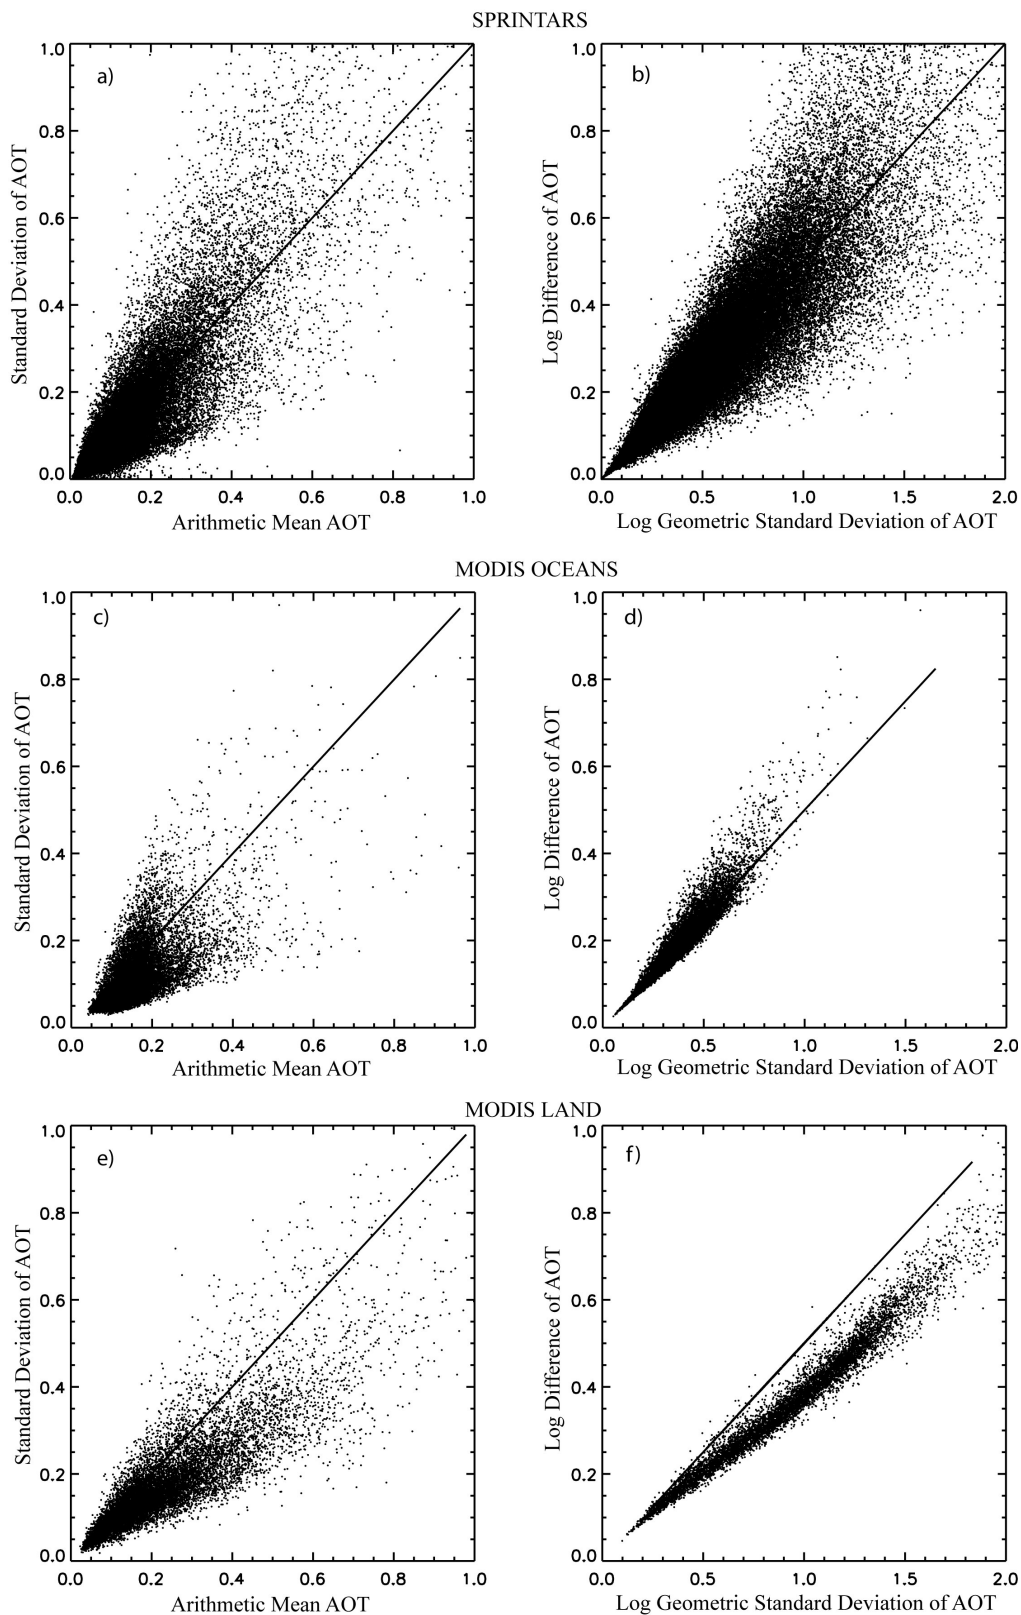 SPRINTARS
a)
1.0
0.8
0.6
0.4
0.2
0.0
Standard Deviation of AOT
0.0 0.2 0.4 0.6 0.8 1.0
Arithmetic Mean AOT
b)
1.0
0.8
0.6
0.4
0.2
0.0
Log Difference of AOT
0.0 0.5 1.0 1.5 2.0
Log Geometric Standard Deviation of AOT
MODIS OCEANS
c)
1.0
0.8
0.6
0.4
0.2
0.0
Standard Deviation of AOT
0.0 0.2 0.4 0.6 0.8 1.0
Arithmetic Mean AOT
d)
1.0
0.8
0.6
0.4
0.2
0.0
Log Difference of AOT
0.0 0.5 1.0 1.5 2.0
Log Geometric Standard Deviation of AOT
MODIS LAND
e)
1.0
0.8
0.6
0.4
0.2
0.0
Standard Deviation of AOT
0.0 0.2 0.4 0.6 0.8 1.0
Arithmetic Mean AOT
f)
1.0
0.8
0.6
0.4
0.2
0.0
Log Difference of AOT
0.0 0.5 1.0 1.5 2.0
Log Geometric Standard Deviation of AOT